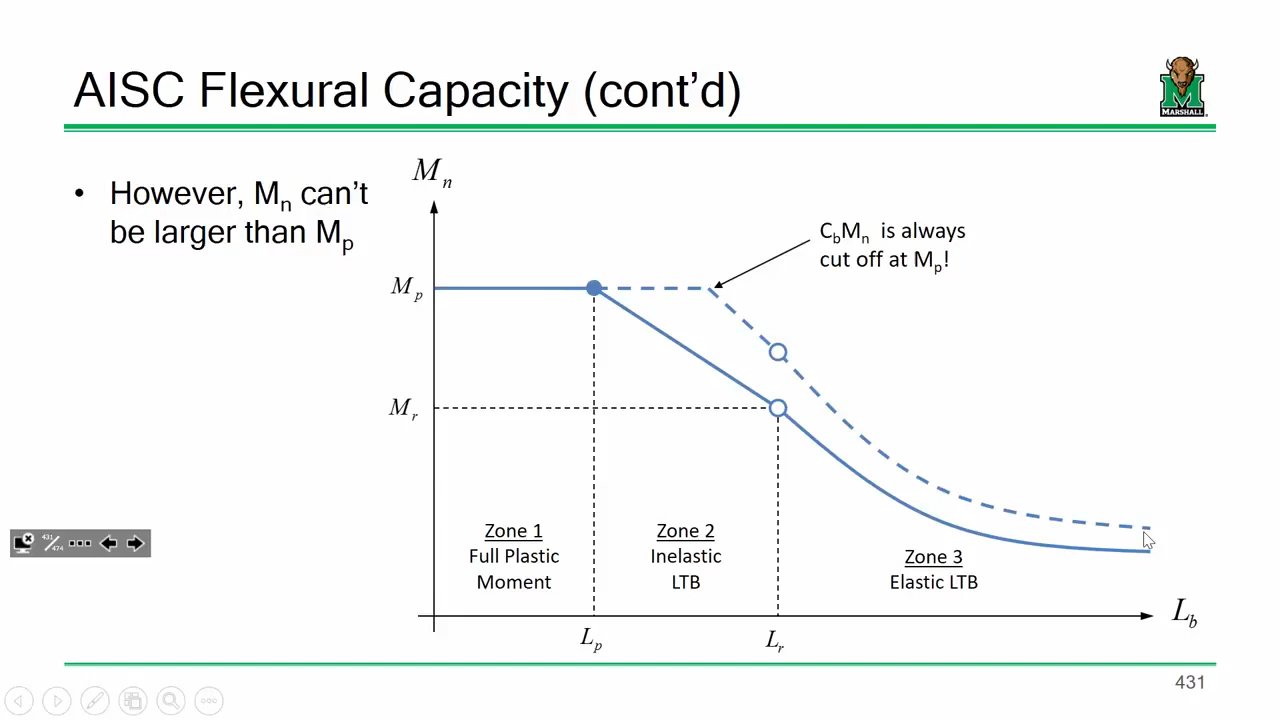 AISC Flexural Capacity (cont'd)
MARSHALL
• However, Mn can't
be larger than Mp
Mn
CbMn is always
cut off at Mp!
Mp
Mr
Zone 1
Full Plastic
Moment
Zone 2
Inelastic
LTB
Zone 3
Elastic LTB
Lb
Lp
Lr
431/474
431